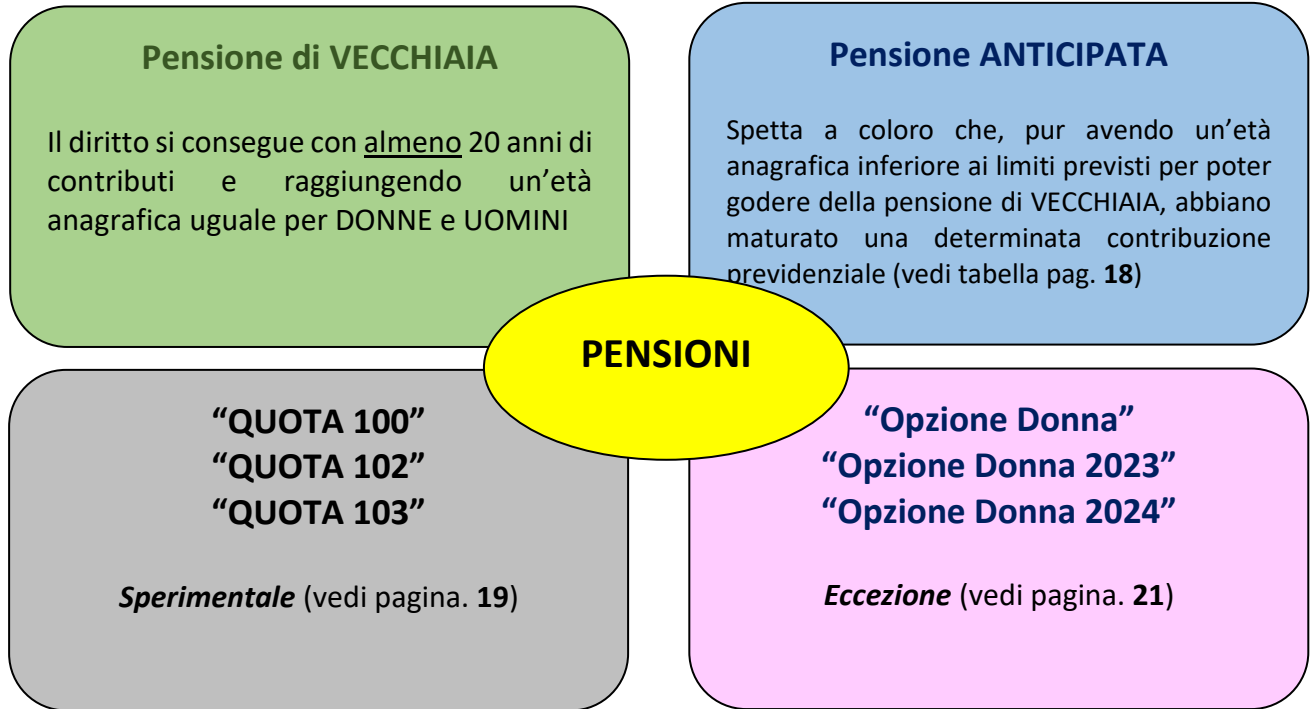 Pensione di VECCHIAIA
Il diritto si consegue con almeno 20 anni di
contributi e raggiungendo un’età
anagrafica uguale per DONNE e UOMINI
Pensione ANTICIPATA
Spetta a coloro che, pur avendo un’età
anagrafica inferiore ai limiti previsti per poter
godere della pensione di VECCHIAIA, abbiano
maturato una determinata contribuzione
previdenziale (vedi tabella pag. 18)
PENSIONI
“QUOTA 100”
“QUOTA 102”
“QUOTA 103”
Sperimentale (vedi pagina. 19)
“Opzione Donna”
“Opzione Donna 2023”
“Opzione Donna 2024”
Eccezione (vedi pagina. 21)